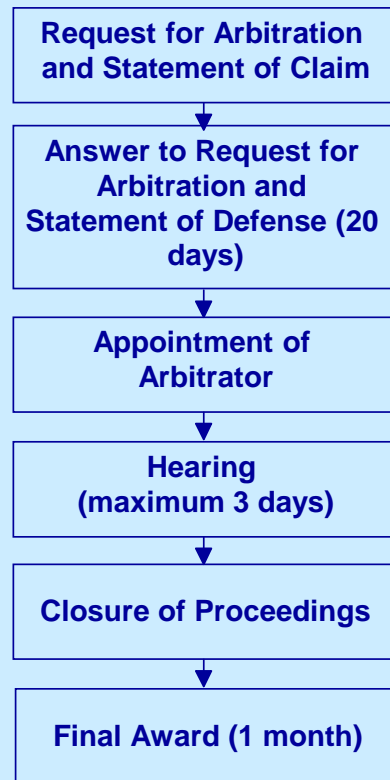 Request for Arbitration
and Statement of Claim
Answer to Request for
Arbitration and
Statement of Defense (20
days)
Appointment of
Arbitrator
Hearing
(maximum 3 days)
Closure of Proceedings
Final Award (1 month)